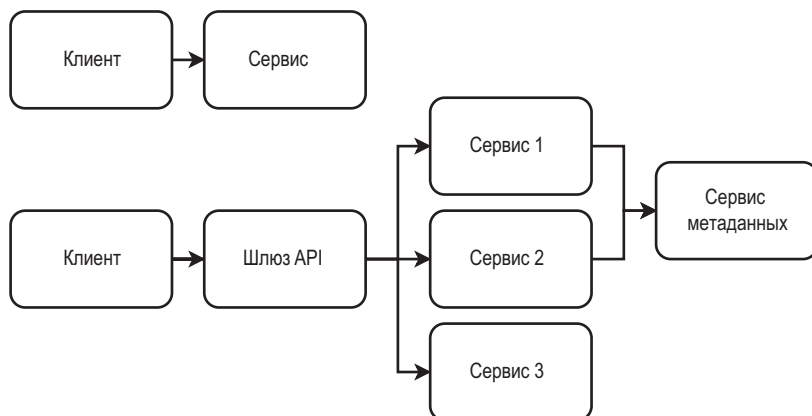 Клиент
Сервис
Сервис 1
Сервис
метаданных
Клиент
Шлюз API
Сервис 2
Сервис 3